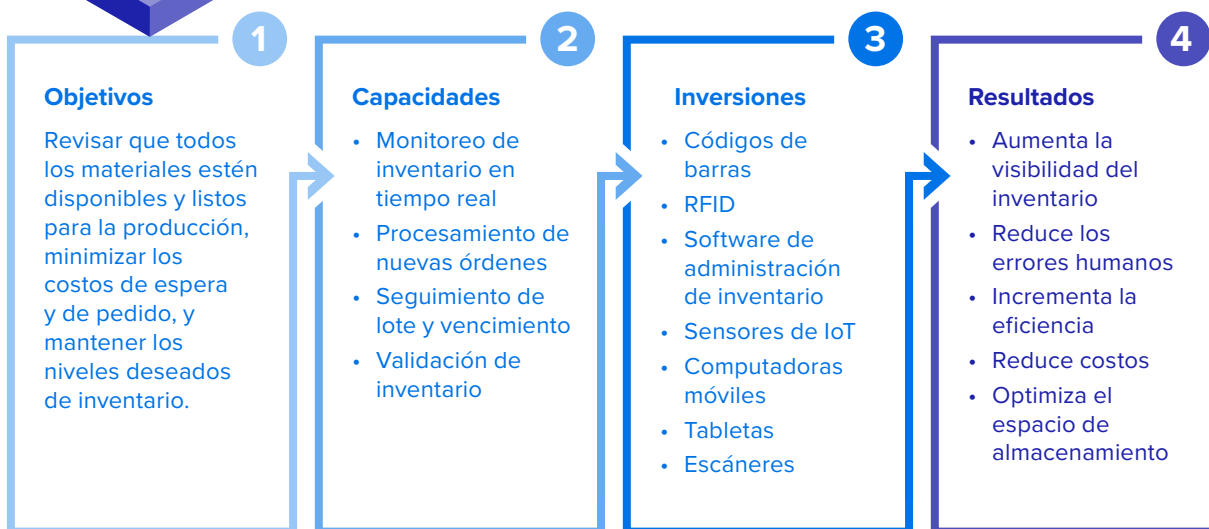 1
Objetivos
Revisar que todos
los materiales estén
disponibles y listos
para la producción,
minimizar los
costos de espera
y de pedido, y
mantener los
niveles deseados
de inventario.
2
Capacidades
• Monitoreo de
inventario en
tiempo real
• Procesamiento de
nuevas órdenes
• Seguimiento de
lote y vencimiento
• Validación de
inventario
3
Inversiones
• Códigos de
barras
• RFID
• Software de
administración
de inventario
• Sensores de IoT
• Computadoras
móviles
• Tabletas
• Escáneres
4
Resultados
• Aumenta la
visibilidad del
inventario
• Reduce los
errores humanos
• Incrementa la
eficiencia
• Reduce costos
• Optimiza el
espacio de
almacenamiento